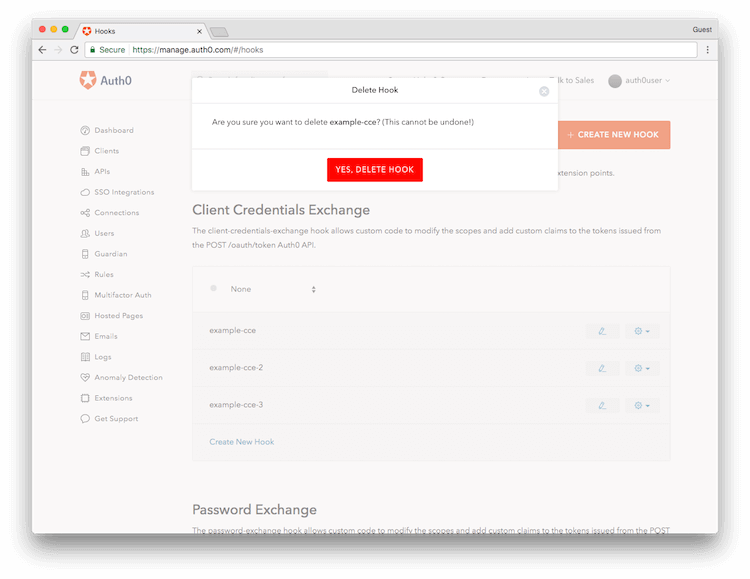 Hooks
Guest
Secure https://manage.auth0.com/#/hooks
Auth0
Talk to Sales
auth0user
Delete Hook
Are you sure you want to delete example-cce? (This cannot be undone!)
YES, DELETE HOOK
+ CREATE NEW HOOK
extension points.
Dashboard
Clients
APIs
SSO Integrations
Connections
Users
Guardian
Rules
Multifactor Auth
Hosted Pages
Emails
Logs
Anomaly Detection
Extensions
Get Support
Client Credentials Exchange
The client-credentials-exchange hook allows custom code to modify the scopes and add custom claims to the tokens issued from
the POST /oauth/token Auth0 API.
None
example-cce
example-cce-2
example-cce-3
Create New Hook
Password Exchange
The password-exchange hook allows custom code to modify the scopes and add custom claims to the tokens issued from the POST